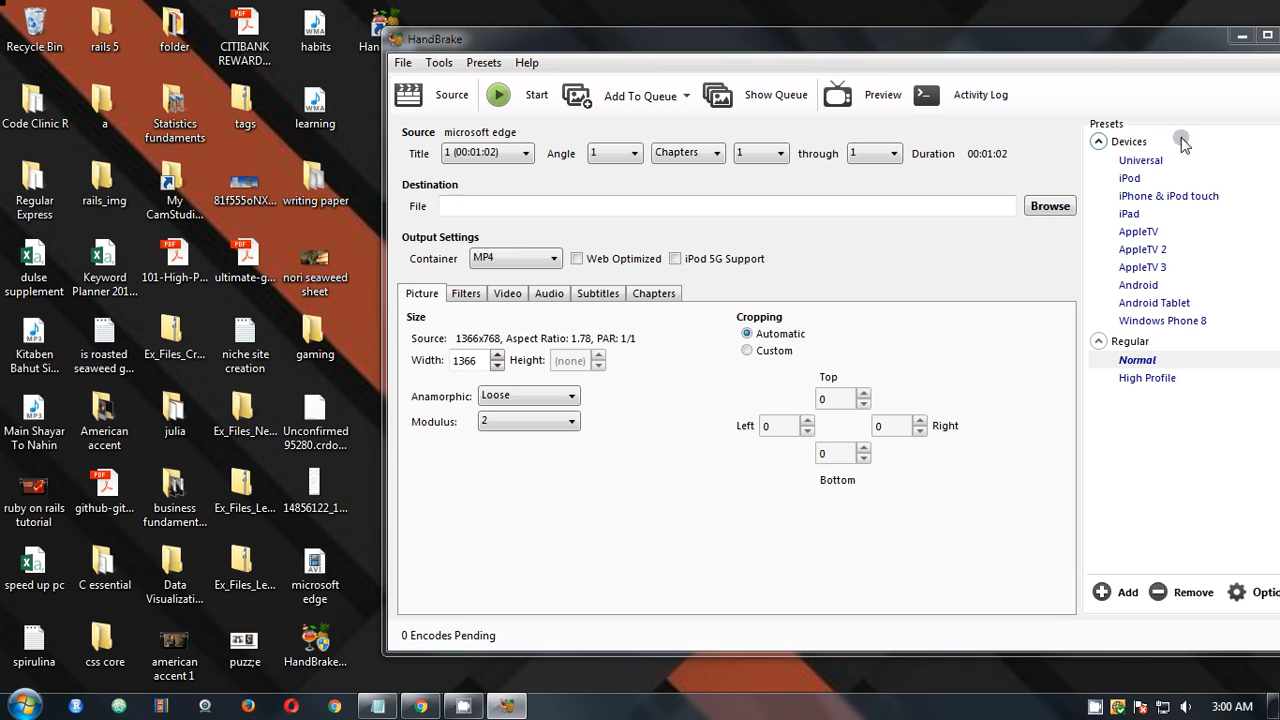 Recycle Bin
rails 5
folder
CITIBANK
REWARD...
habits
Code Clinic R
a
Statistics
fundaments
tags
learning
Regular
Express
rails_img
My
CamStudi...
81f555oNX...
writing paper
dulse
supplement
Keyword
Planner 201...
101-High-P...
ultimate-g...
nori seaweed
sheet
Kitaben
Bahut Si...
is roasted
seaweed g...
Ex_Files_Cr...
niche site
creation
gaming
Main Shayar
To Nahin
American
accent
julia
Ex_Files_Ne...
Unconfirmed
95280.crdo...
ruby on rails
tutorial
github-git...
business
fundament...
Ex_Files_Le...
14856122_1...
speed up pc
C essential
Data
Visualizati...
Ex_Files_Le...
microsoft
edge
spirulina
css core
american
accent 1
puzz;e
HandBrake...
HandBrake
File Tools Presets Help
Source Start Add To Queue Show Queue Preview Activity Log
Source microsoft edge
Title 1 (00:01:02) Angle 1 Chapters 1 through 1 Duration 00:01:02
Destination
File Browse
Output Settings
Container MP4 Web Optimized iPod 5G Support
Picture Filters Video Audio Subtitles Chapters
Size
Source: 1366x768, Aspect Ratio: 1.78, PAR: 1/1
Width: 1366 Height: (none)
Anamorphic: Loose
Modulus: 2
Cropping
Automatic
Custom
Top
0
Left 0 0 Right
0
Bottom
Presets
Devices
Universal
iPod
iPhone & iPod touch
iPad
AppleTV
AppleTV 2
AppleTV 3
Android
Android Tablet
Windows Phone 8
Regular
Normal
High Profile
Add Remove Optio
0 Encodes Pending
3:00 AM